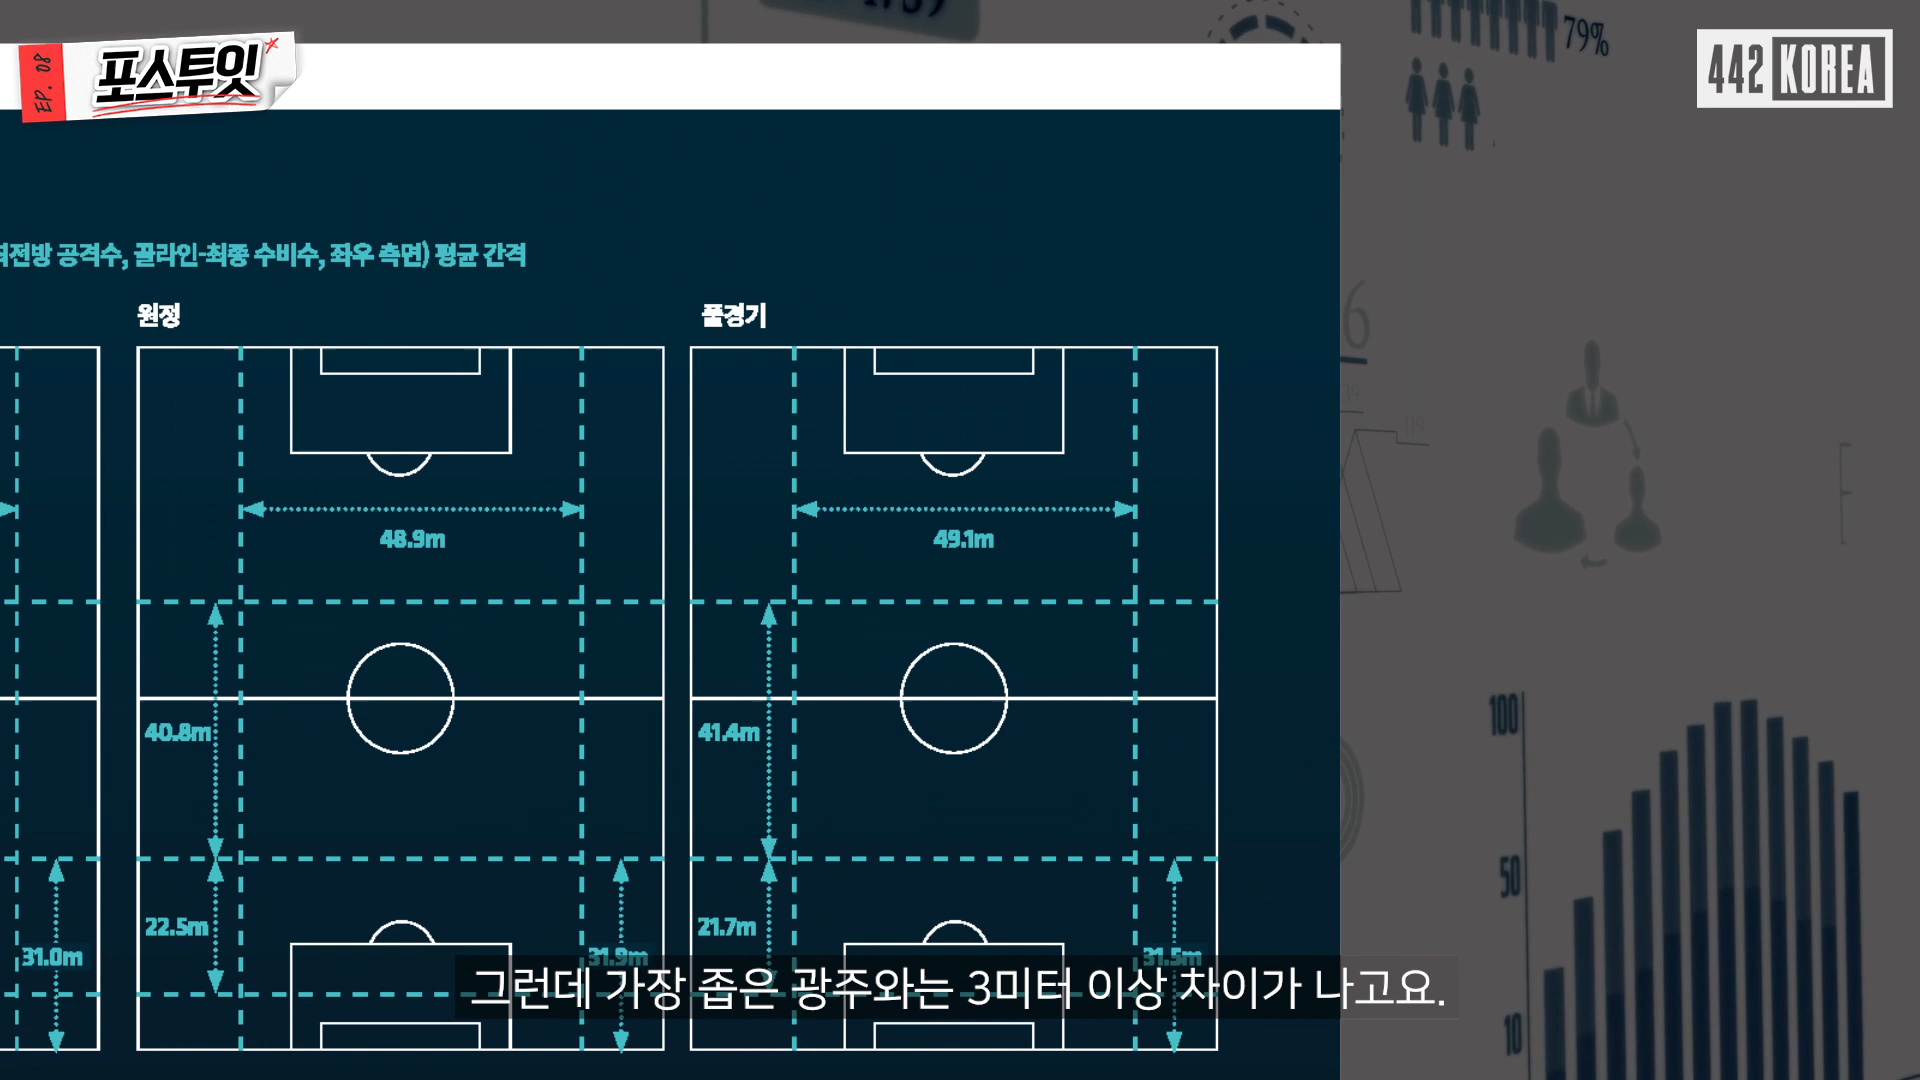 EP. 08
포스투잇
442 KOREA
79%
최전방 공격수, 골라인-최종 수비수, 좌우 측면) 평균 간격
원정
풀경기
48.9m
49.1m
40.8m
41.4m
22.5m
21.7m
31.0m
31.9m
31.5m
그런데 가장 좁은 광주와는 3미터 이상 차이가 나고요.
100
50
10
6